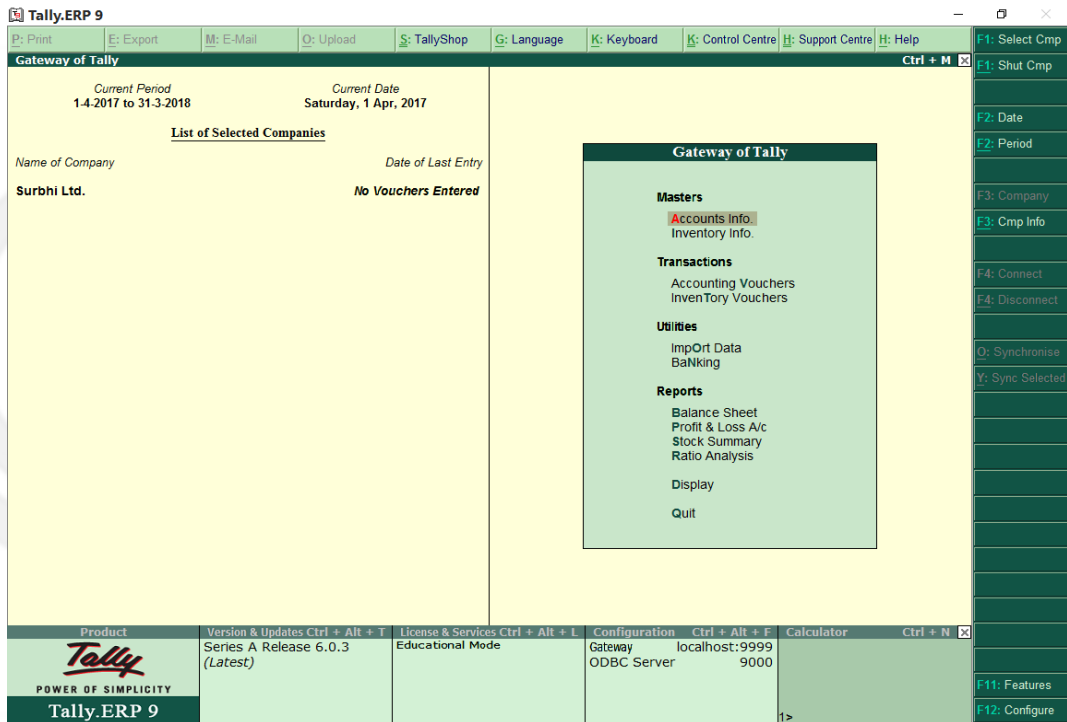 Tally.ERP 9
P: Print E: Export M: E-Mail O: Upload S: TallyShop G: Language K: Keyboard K: Control Centre H: Support Centre H: Help
Gateway of Tally Ctrl + M
Current Period Current Date
1-4-2017 to 31-3-2018 Saturday, 1 Apr, 2017
List of Selected Companies
Name of Company Date of Last Entry
Surbhi Ltd. No Vouchers Entered
Gateway of Tally
Masters
Accounts Info.
Inventory Info.
Transactions
Accounting Vouchers
InvenTory Vouchers
Utilities
ImpOrt Data
BaNking
Reports
Balance Sheet
Profit & Loss A/c
Stock Summary
Ratio Analysis
Display
Quit
F1: Select Cmp
F1: Shut Cmp
F2: Date
F2: Period
F3: Company
F3: Cmp Info
F4: Connect
F4: Disconnect
O: Synchronise
Y: Sync Selected
F11: Features
F12: Configure
Product
Tally
POWER OF SIMPLICITY
Tally.ERP 9
Version & Updates Ctrl + Alt + T
Series A Release 6.0.3
(Latest)
License & Services Ctrl + Alt + L
Educational Mode
Configuration Ctrl + Alt + F
Gateway localhost:9999
ODBC Server 9000
Calculator Ctrl + N
1>